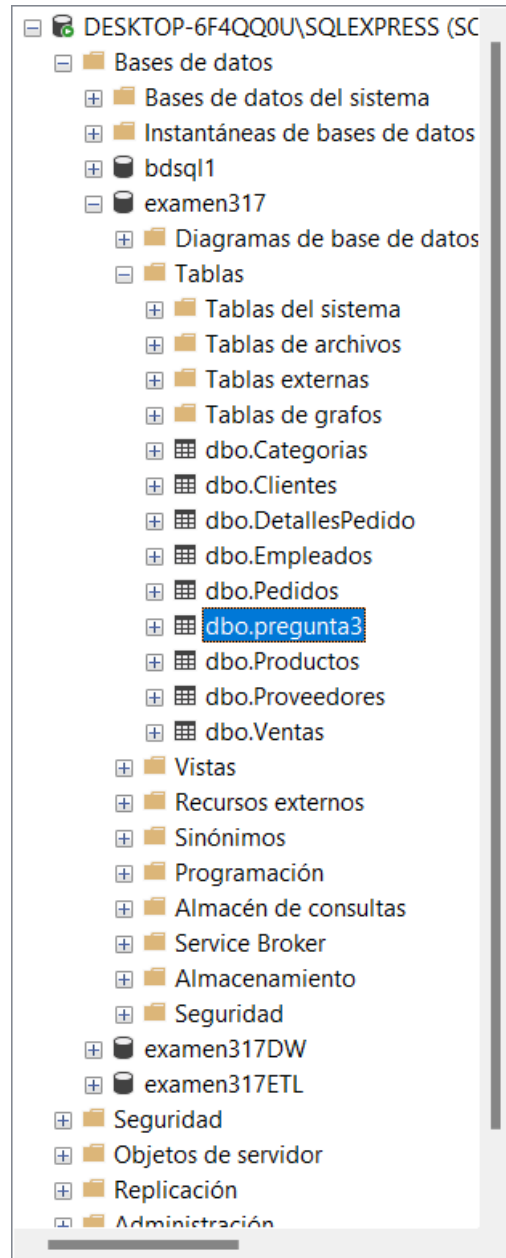 DESKTOP-6F4QQ0U\SQLEXPRESS (SC
Bases de datos
Bases de datos del sistema
Instantáneas de bases de datos
bdsql1
examen317
Diagramas de base de datos
Tablas
Tablas del sistema
Tablas de archivos
Tablas externas
Tablas de grafos
dbo.Categorias
dbo.Clientes
dbo.DetallesPedido
dbo.Empleados
dbo.Pedidos
dbo.pregunta3
dbo.Productos
dbo.Proveedores
dbo.Ventas
Vistas
Recursos externos
Sinónimos
Programación
Almacén de consultas
Service Broker
Almacenamiento
Seguridad
examen317DW
examen317ETL
Seguridad
Objetos de servidor
Replicación
Administración